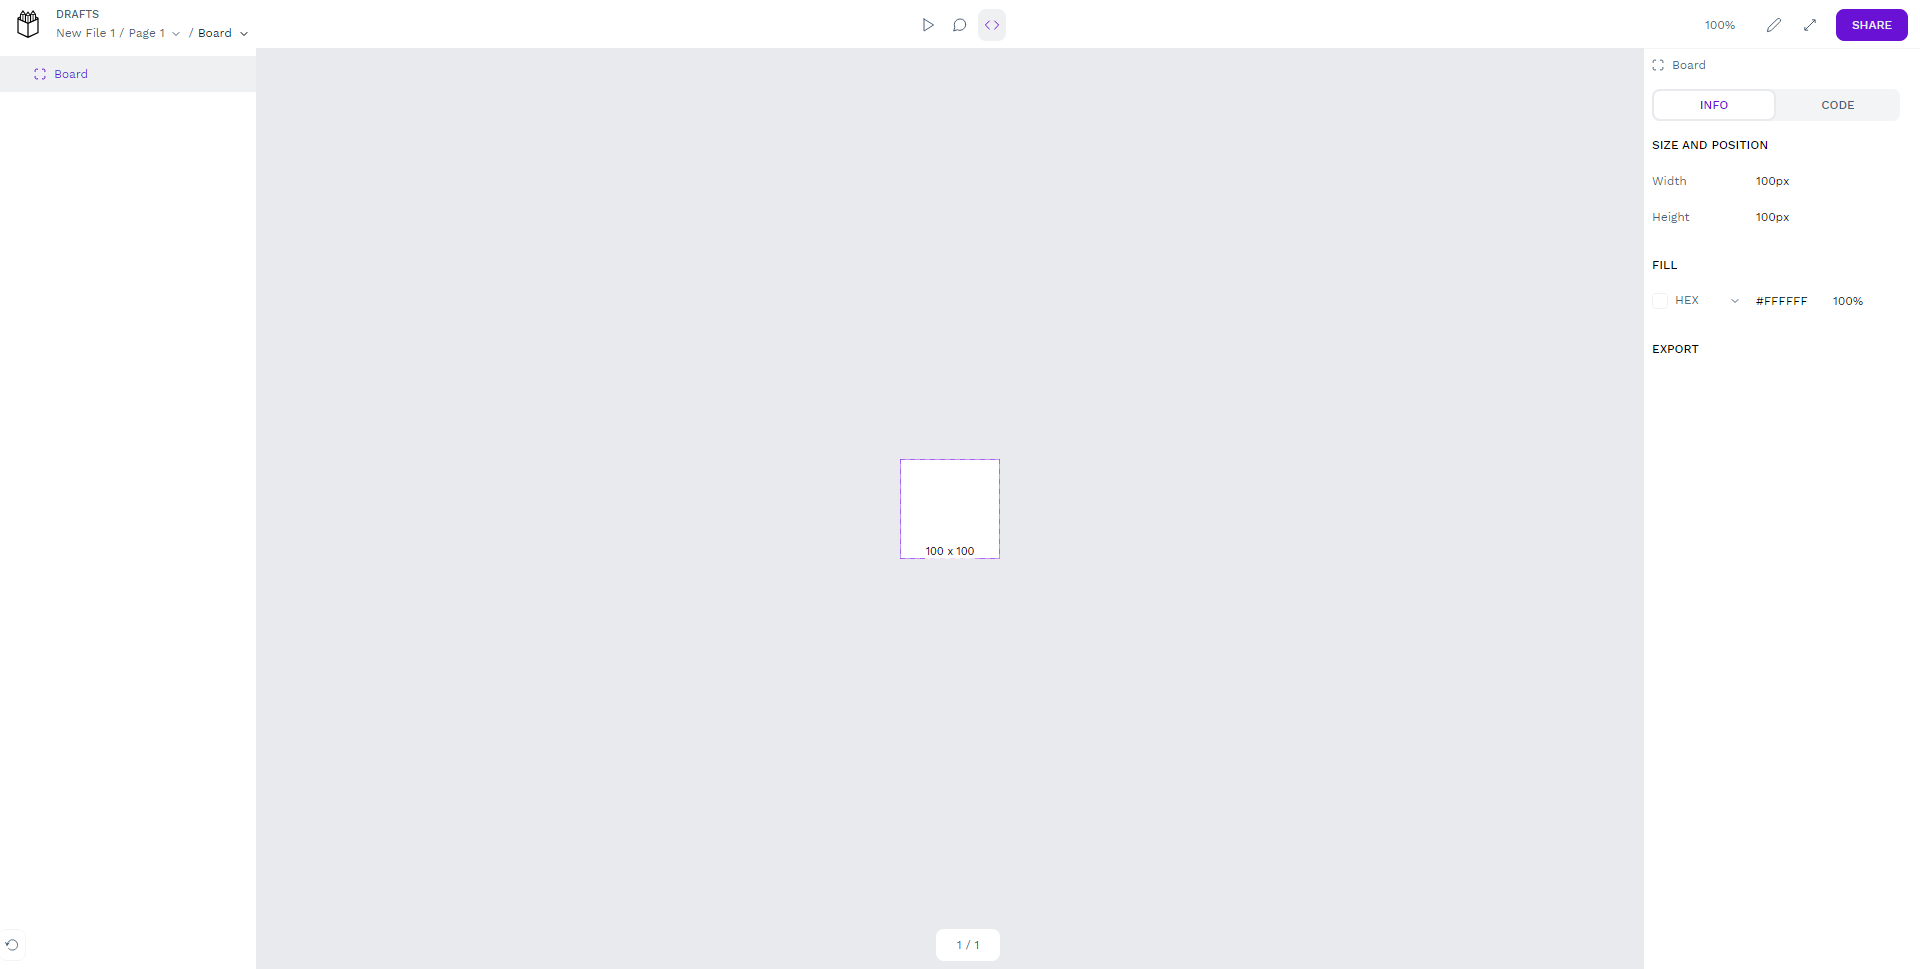 DRAFTS
New File 1 / Page 1 / Board
100%
SHARE
Board
Board
INFO CODE
SIZE AND POSITION
Width 100px
Height 100px
FILL
HEX #FFFFFF 100%
EXPORT
100 x 100
1 / 1